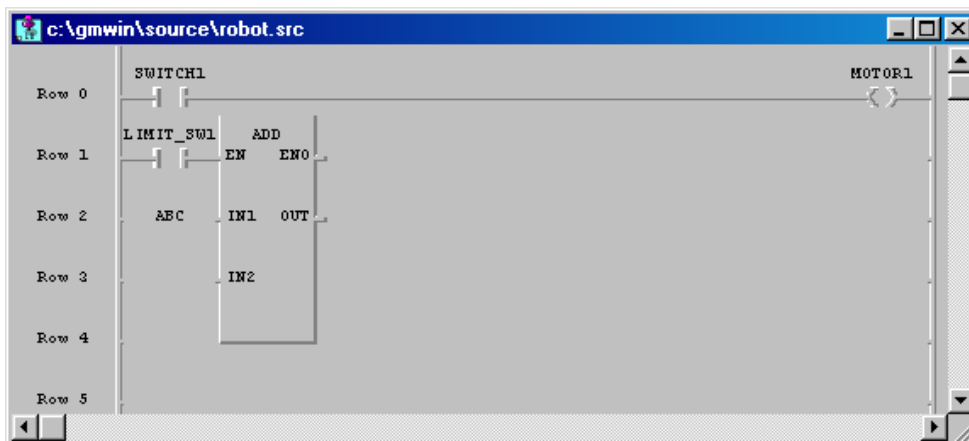 c:\gmwin\source\robot.src
SWITCH1 MOTOR1
Row 0
LIMIT_SW1 ADD
Row 1 EN ENO
Row 2 ABC IN1 OUT
Row 3 IN2
Row 4
Row 5